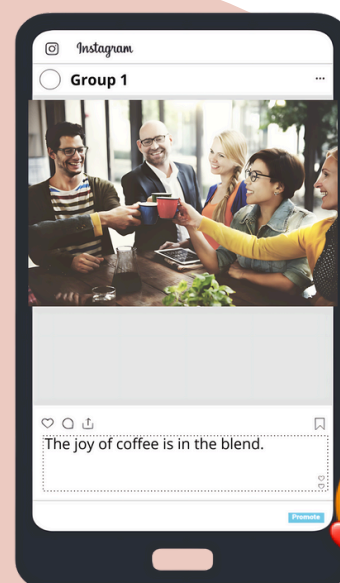 Instagram
Group 1
The joy of coffee is in the blend.
Promote